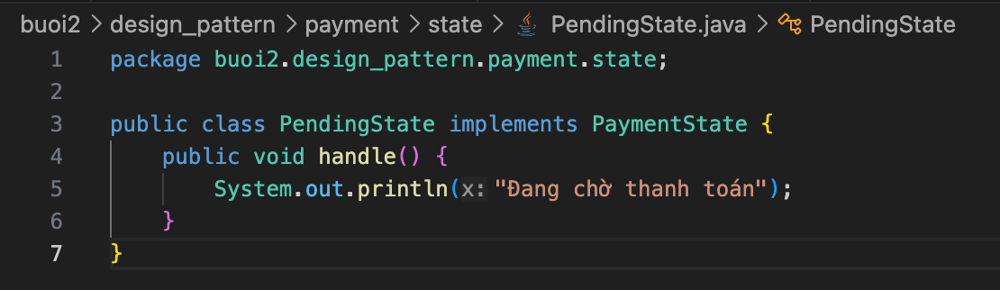 buoi2 > design_pattern > payment > state > PendingState.java > PendingState
1 package buoi2.design_pattern.payment.state;
2
3 public class PendingState implements PaymentState {
4     public void handle() {
5         System.out.println(x:"Đang chờ thanh toán");
6     }
7 }